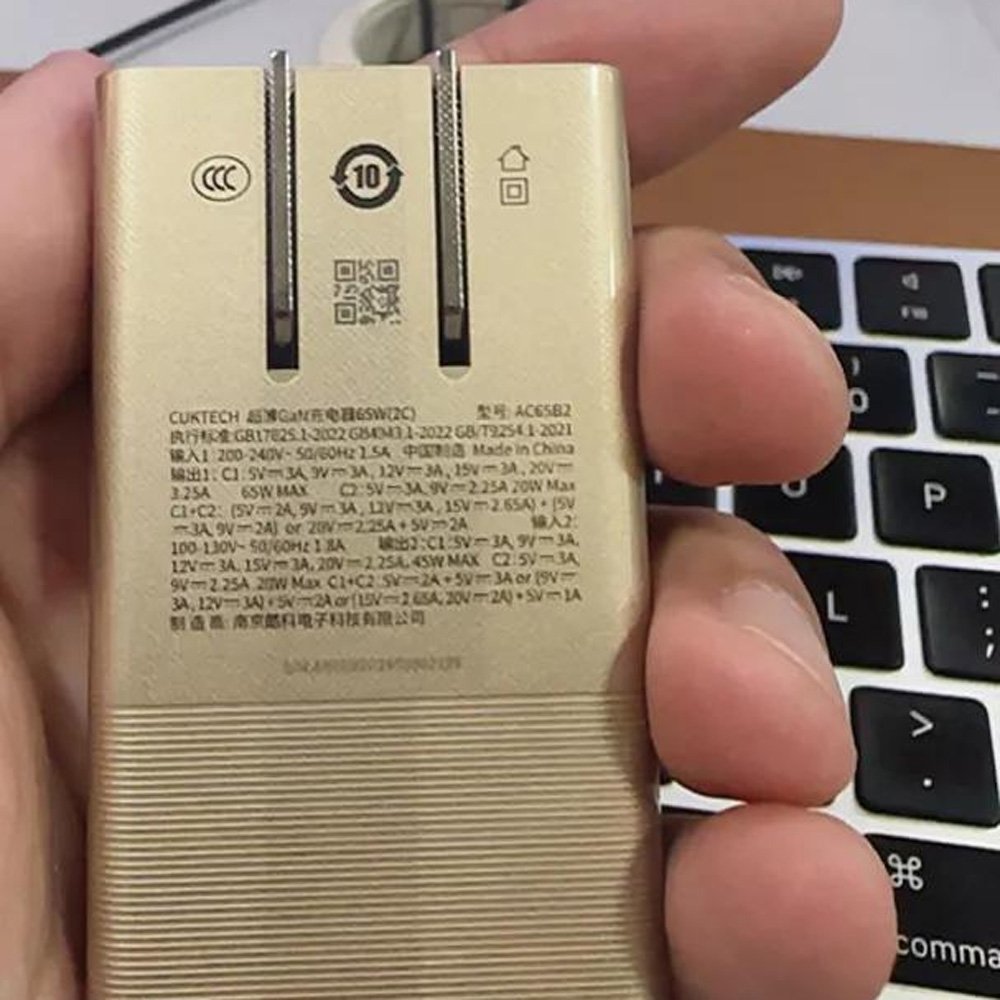 CCC
10
CUKTECH 超薄GaN充电器65W(2C) 型号: AC65B2
执行标准:GB17625.1-2022 GB4943.1-2022 GB/T9254.1-2021
输入1: 200-240V~ 50/60Hz 1.5A 中国制造 Made in China
输出1: C1: 5V⎓3A, 9V⎓3A, 12V⎓3A, 15V⎓3A, 20V⎓
3.25A 65W MAX C2: 5V⎓3A, 9V⎓2.25A 20W Max
C1+C2: (5V⎓2A, 9V⎓3A, 12V⎓3A, 15V⎓2.65A) + (5V
⎓3A, 9V⎓2A) or 20V⎓2.25A + 5V⎓2A 输入2:
100-130V~ 50/60Hz 1.8A 输出2: C1: 5V⎓3A, 9V⎓3A,
12V⎓3A, 15V⎓3A, 20V⎓2.25A, 45W MAX C2: 5V⎓3A,
9V⎓2.25A 20W Max C1+C2: 5V⎓2A + 5V⎓3A or (9V⎓
3A, 12V⎓3A) + 5V⎓2A or (15V⎓2.65A, 20V⎓2A) + 5V⎓1A
制造商: 南京酷科电子科技有限公司
P
L
:
;
>
.
⌘
comma